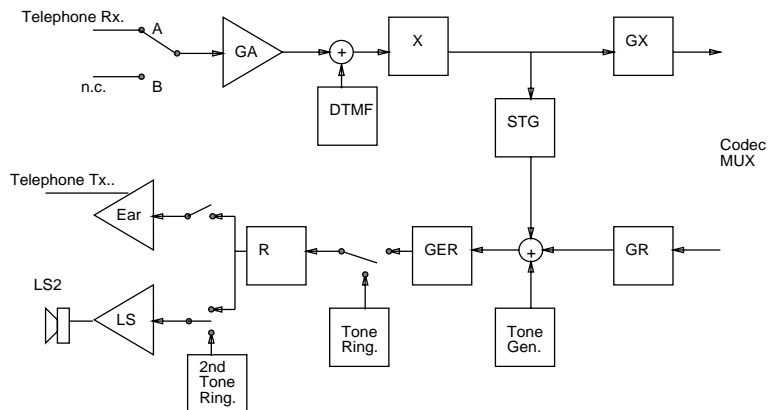 Telephone Rx.
A
GA
X
GX
n.c.
B
DTMF
STG
Codec
MUX
Telephone Tx..
Ear
R
GER
+
+
GR
LS2
LS
Tone
Ring.
Tone
Gen.
2nd
Tone
Ring.